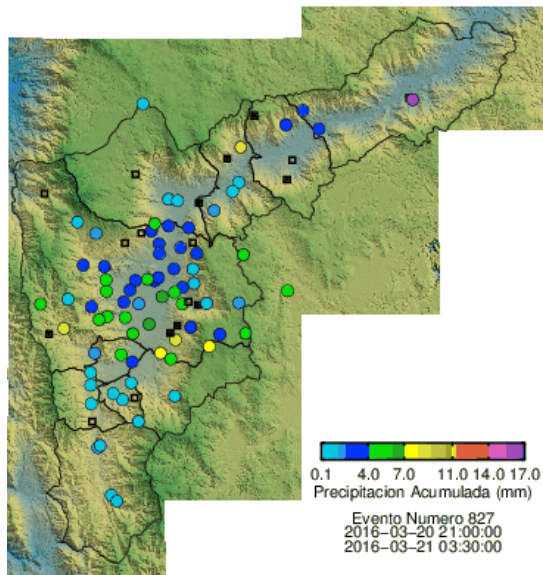 0.1 4.0 7.0 11.0 14.0 17.0
Precipitacion Acumulada (mm)
Evento Numero 827
2016-03-20 21:00:00
2016-03-21 03:30:00